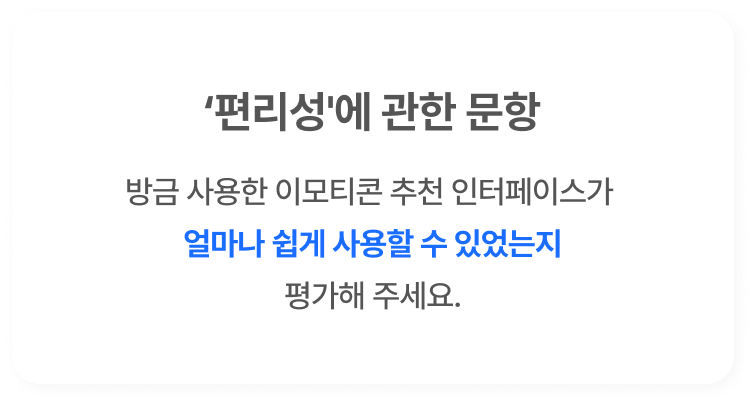 ‘편리성'에 관한 문항
방금 사용한 이모티콘 추천 인터페이스가
얼마나 쉽게 사용할 수 있었는지
평가해 주세요.